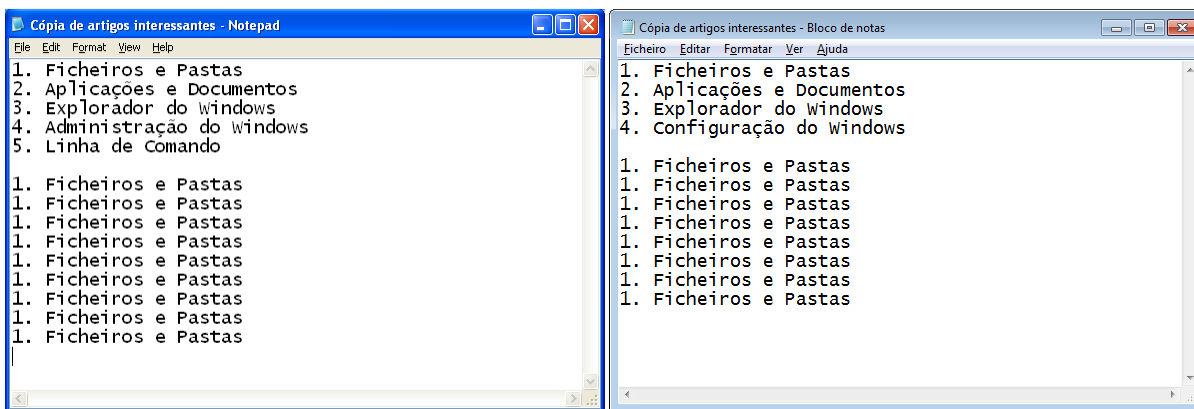 Cópia de artigos interessantes - Notepad
File Edit Format View Help
1. Ficheiros e Pastas
2. Aplicações e Documentos
3. Explorador do Windows
4. Administração do Windows
5. Linha de Comando
1. Ficheiros e Pastas
1. Ficheiros e Pastas
1. Ficheiros e Pastas
1. Ficheiros e Pastas
1. Ficheiros e Pastas
1. Ficheiros e Pastas
1. Ficheiros e Pastas
1. Ficheiros e Pastas
1. Ficheiros e Pastas
Cópia de artigos interessantes - Bloco de notas
Ficheiro Editar Formatar Ver Ajuda
1. Ficheiros e Pastas
2. Aplicações e Documentos
3. Explorador do Windows
4. Configuração do Windows
1. Ficheiros e Pastas
1. Ficheiros e Pastas
1. Ficheiros e Pastas
1. Ficheiros e Pastas
1. Ficheiros e Pastas
1. Ficheiros e Pastas
1. Ficheiros e Pastas
1. Ficheiros e Pastas